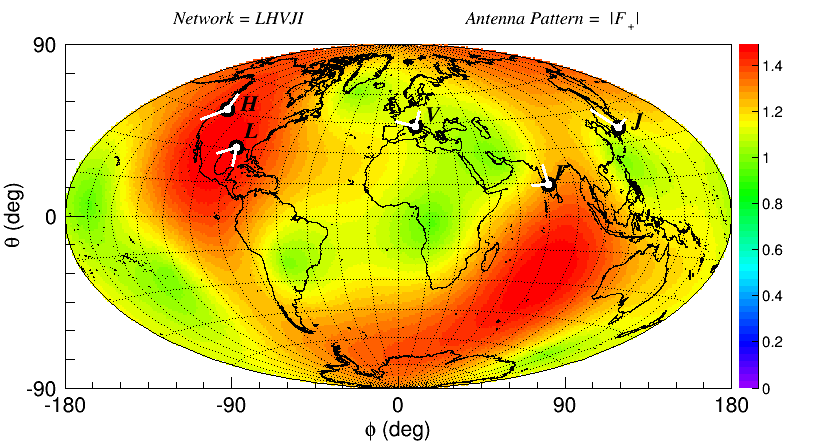 Network = LHVJI
Antenna Pattern = |F+|
90
0
-90
θ (deg)
H
L
V
J
I
-180
-90
0
90
180
ϕ (deg)
1.4
1.2
1
0.8
0.6
0.4
0.2
0